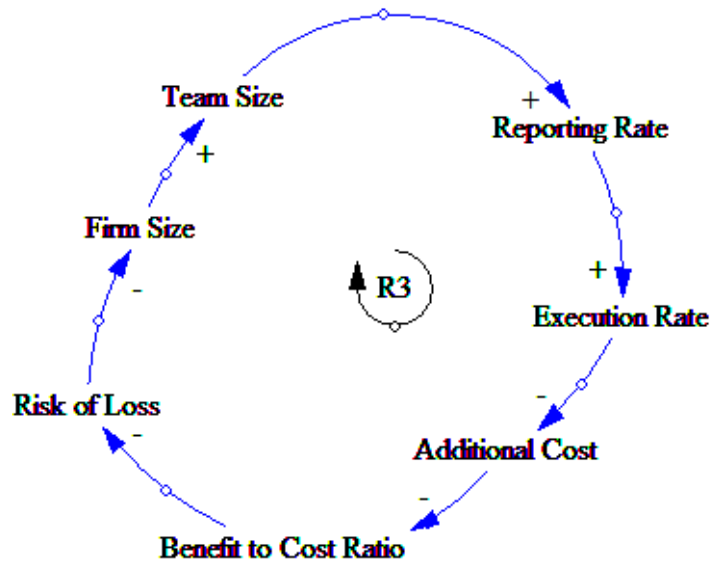 Team Size
+
Reporting Rate
+
Firm Size
-
R3
+
Execution Rate
-
Risk of Loss
-
Additional Cost
-
Benefit to Cost Ratio